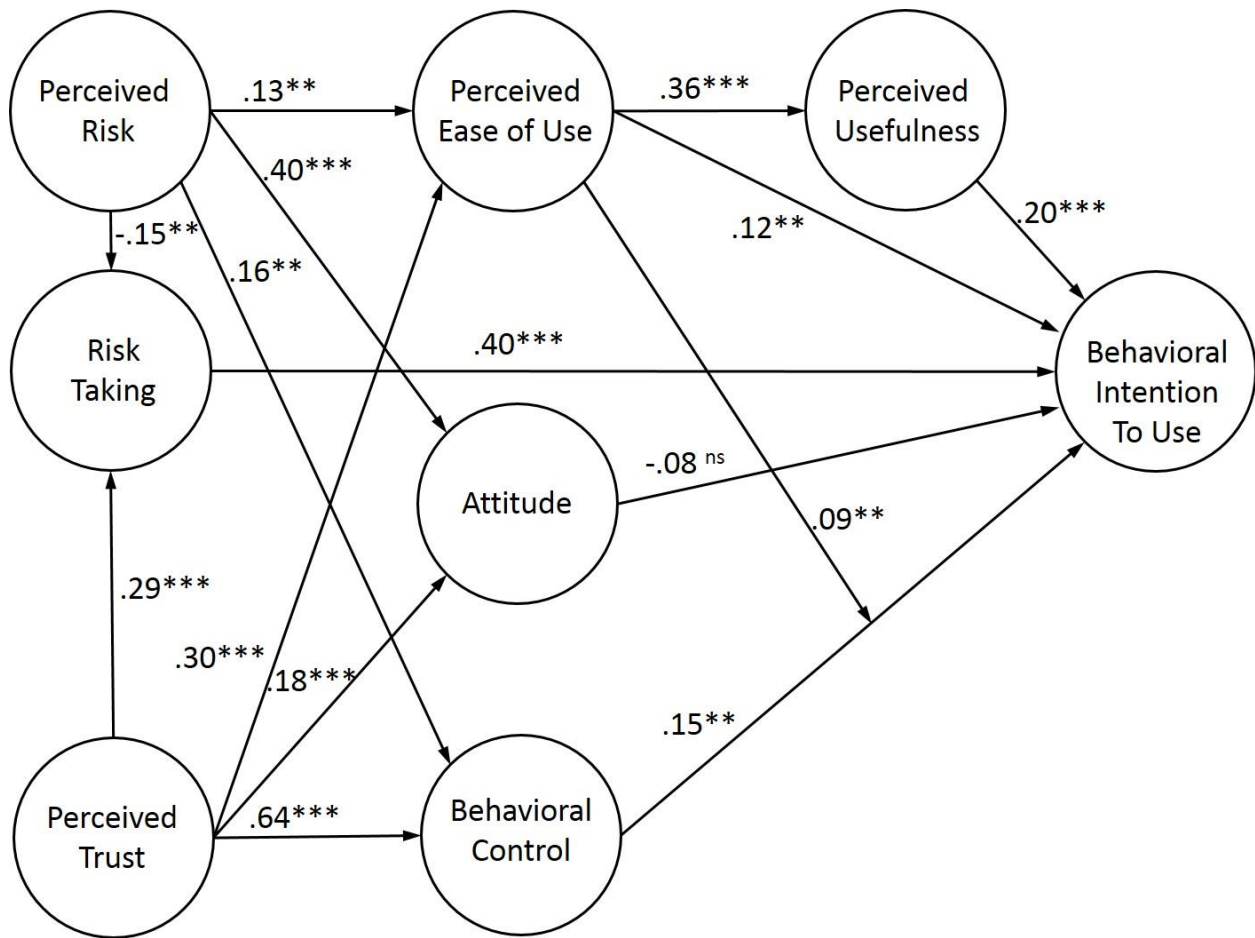 Perceived
Risk
.13**
Perceived
Ease of Use
.36***
Perceived
Usefulness
.40***
-.15**
.16**
.12**
.20***
Risk
Taking
.40***
Behavioral
Intention
To Use
Attitude
-.08 ns
.09**
.29***
.30***
.18***
.15**
Perceived
Trust
.64***
Behavioral
Control